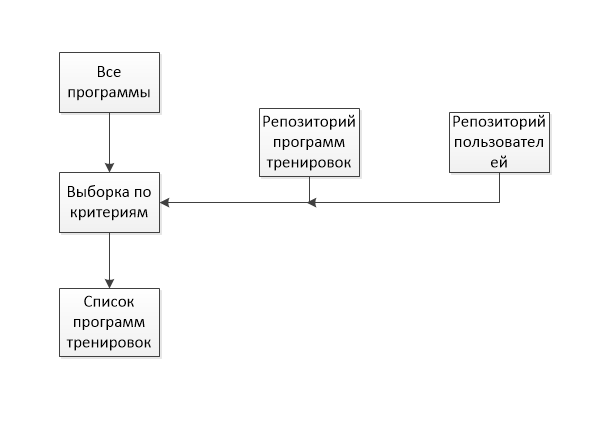 Все
программы
Репозиторий
программ
тренировок
Репозиторий
пользовател
ей
Выборка по
критериям
Список
программ
тренировок